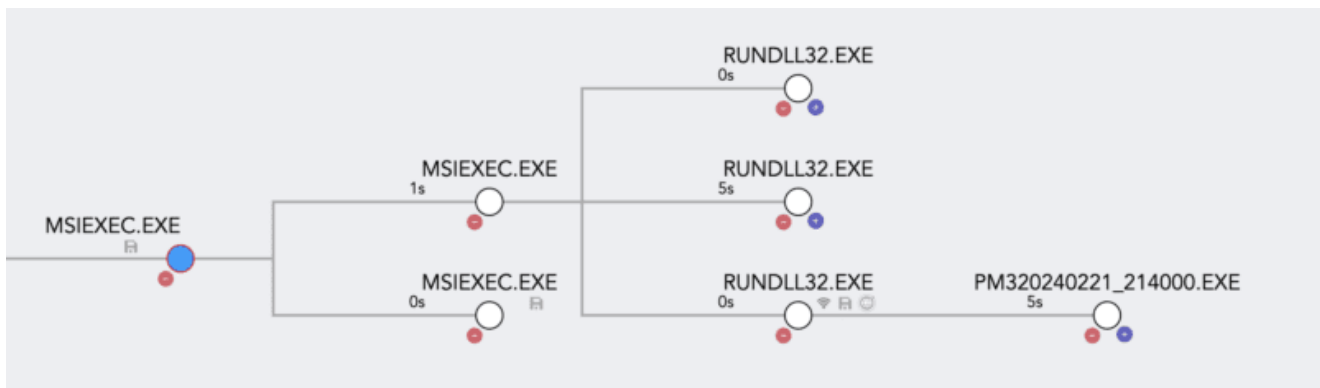 RUNDLL32.EXE
0s
MSIEXEC.EXE
1s
RUNDLL32.EXE
5s
MSIEXEC.EXE
MSIEXEC.EXE
0s
RUNDLL32.EXE
0s
PM320240221_214000.EXE
5s